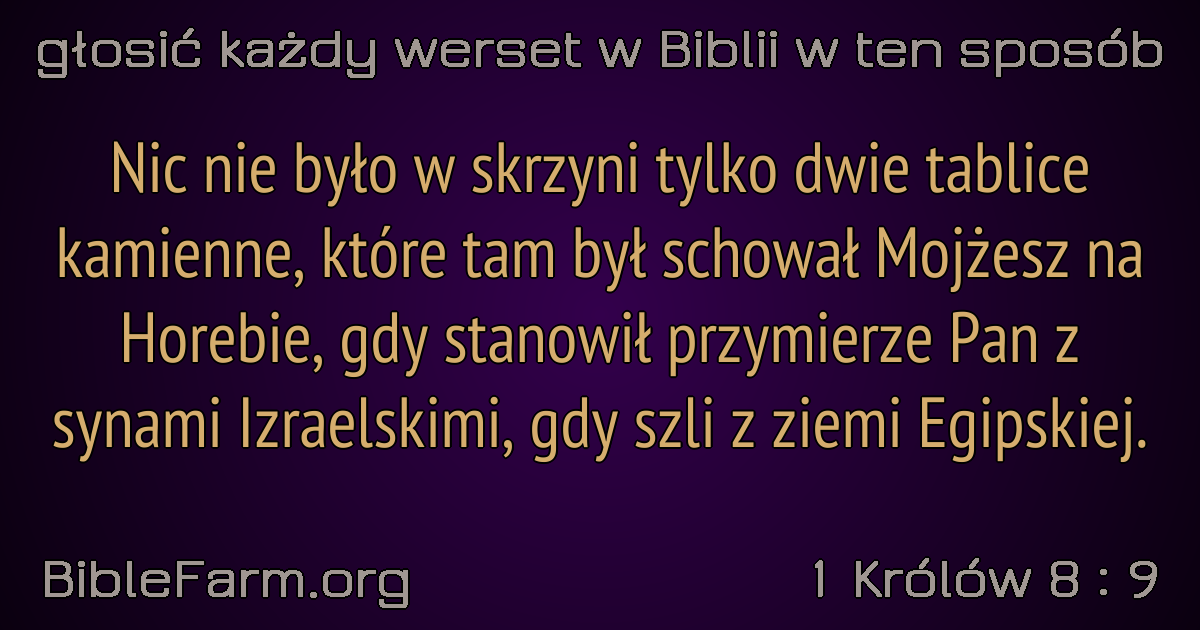 głosić każdy werset w Biblii w ten sposób
Nic nie było w skrzyni tylko dwie tablice
kamienne, które tam był schował Mojżesz na
Horebie, gdy stanowił przymierze Pan z
synami Izraelskimi, gdy szli z ziemi Egipskiej.
BibleFarm.org
1 Królów 8 : 9